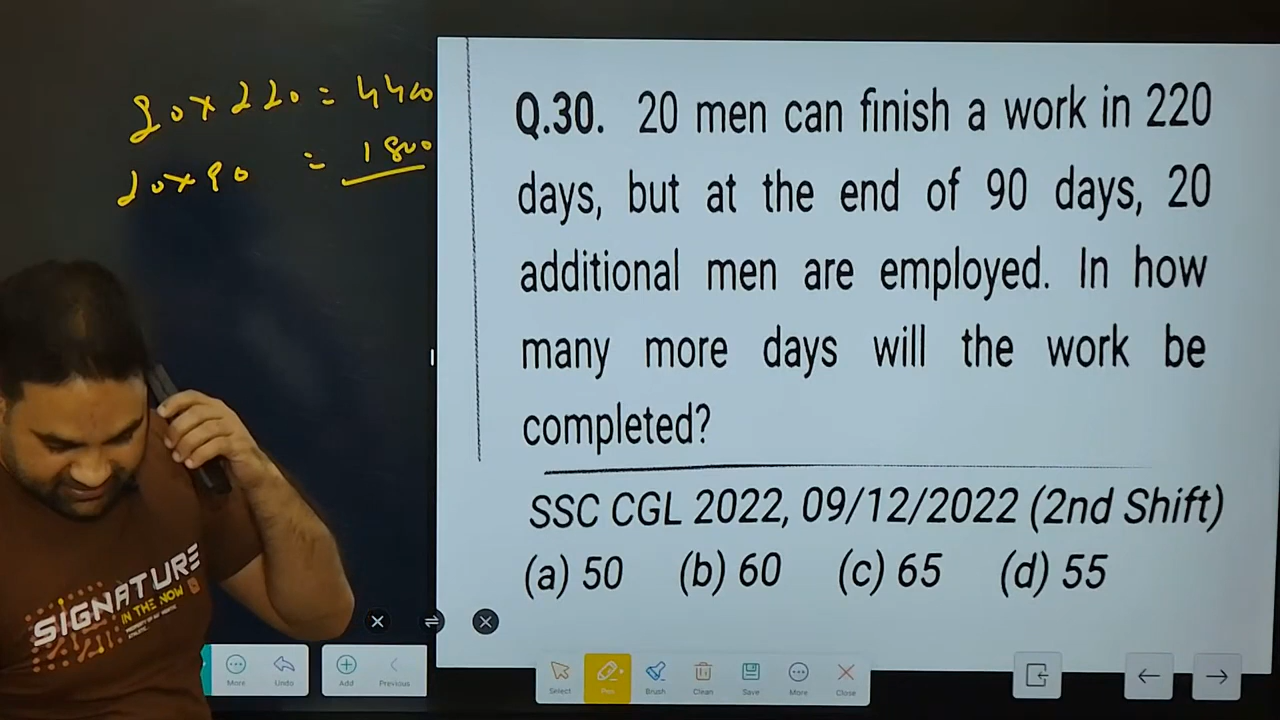 20 x 220 = 4400
20 x 90 = 1800
Q.30. 20 men can finish a work in 220
days, but at the end of 90 days, 20
additional men are employed. In how
many more days will the work be
completed?
SSC CGL 2022, 09/12/2022 (2nd Shift)
(a) 50 (b) 60 (c) 65 (d) 55
SIGNATURE
IN THE NOW
More Undo Add Previous
Select Pen Brush Clean Save More Close